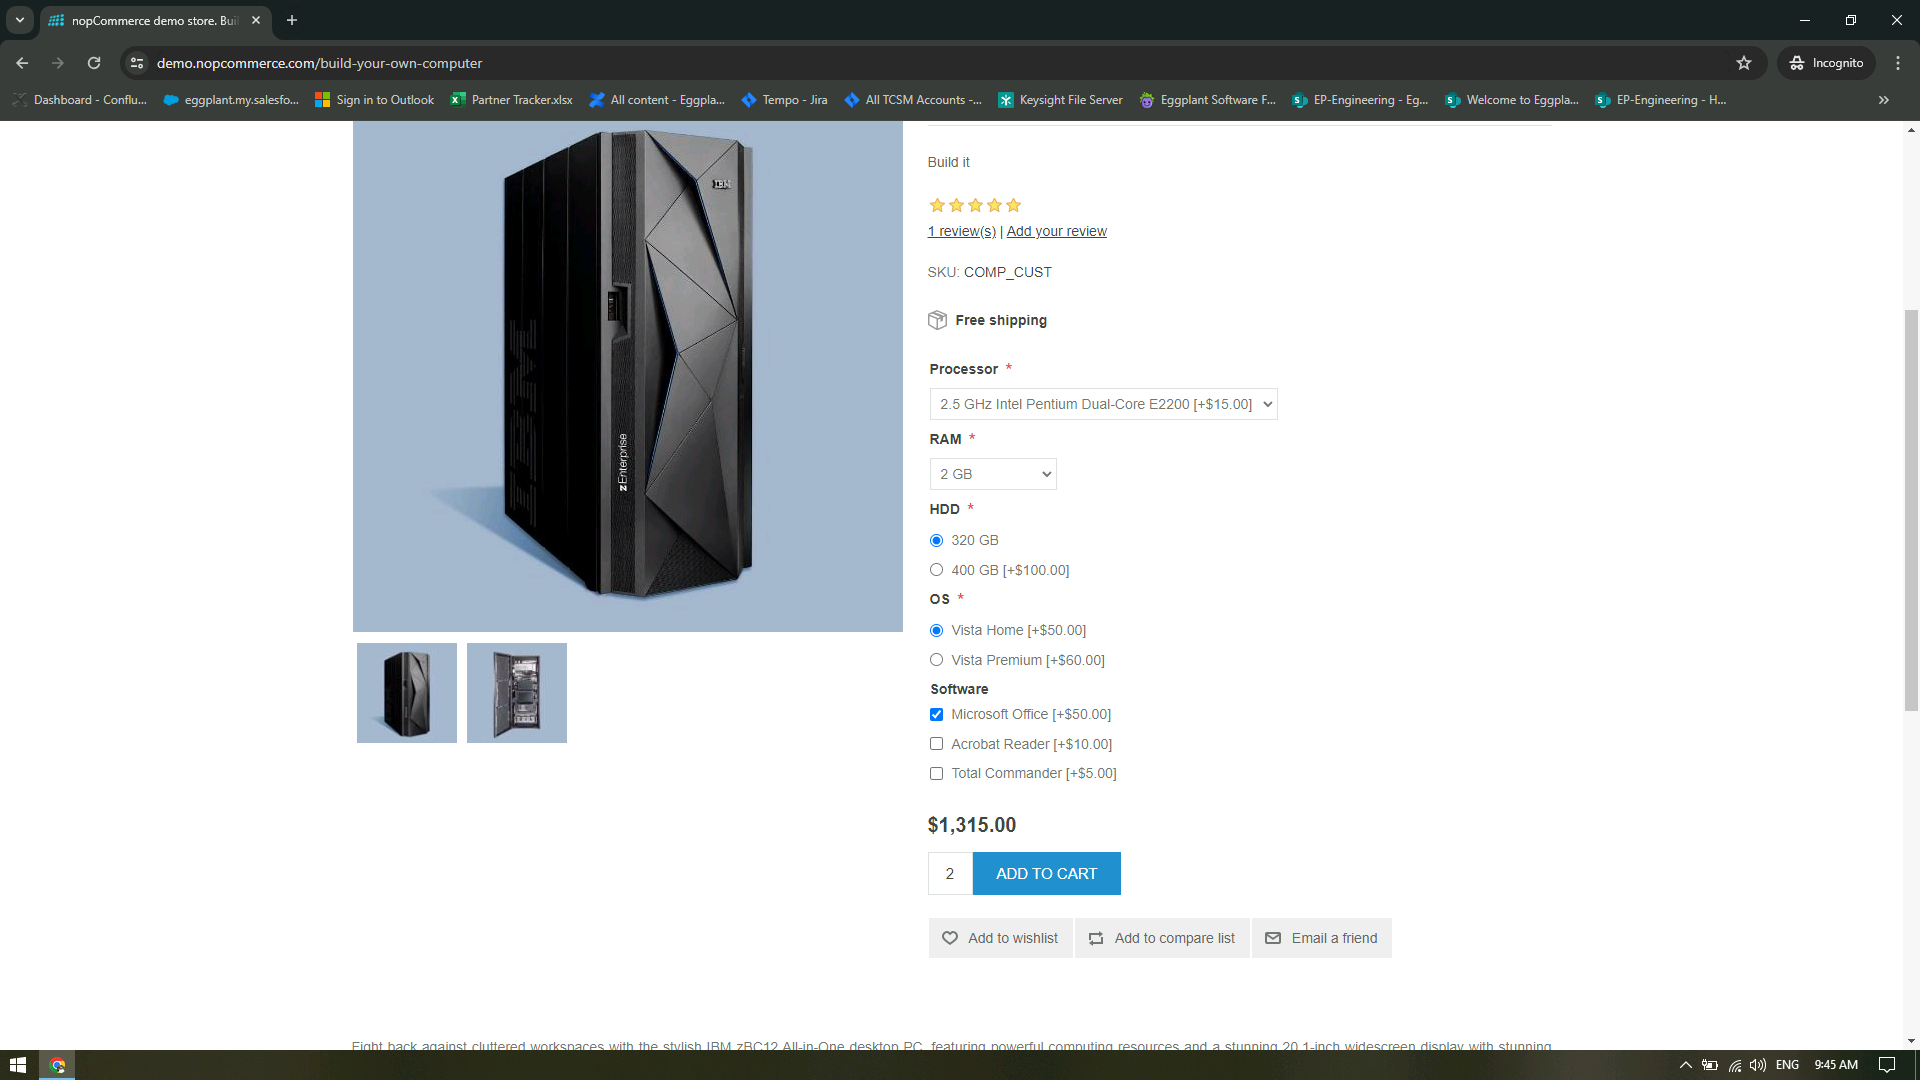 nopCommerce demo store. Bui
demo.nopcommerce.com/build-your-own-computer
Incognito
Dashboard - Conflu...
eggplant.my.salesfo...
Sign in to Outlook
Partner Tracker.xlsx
All content - Eggpla...
Tempo - Jira
All TCSM Accounts -...
Keysight File Server
Eggplant Software F...
EP-Engineering - Eg...
Welcome to Eggpla...
EP-Engineering - H...
IBM
IBM
zEnterprise
Build it
1 review(s) | Add your review
SKU: COMP_CUST
Free shipping
Processor *
2.5 GHz Intel Pentium Dual-Core E2200 [+$15.00]
RAM *
2 GB
HDD *
320 GB
400 GB [+$100.00]
OS *
Vista Home [+$50.00]
Vista Premium [+$60.00]
Software
Microsoft Office [+$50.00]
Acrobat Reader [+$10.00]
Total Commander [+$5.00]
$1,315.00
2
ADD TO CART
Add to wishlist
Add to compare list
Email a friend
Fight back against cluttered workspaces with the stylish IBM zBC12 All-in-One desktop PC, featuring powerful computing resources and a stunning 20.1-inch widescreen display with stunning
ENG
9:45 AM